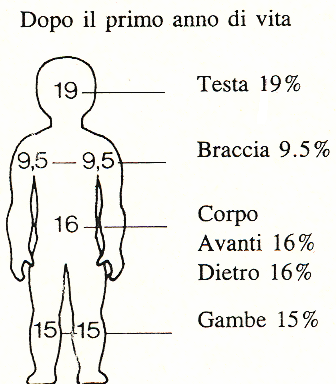 Dopo il primo anno di vita
19 Testa 19%
9,5 9,5 Braccia 9.5%
Corpo
16 Avanti 16%
Dietro 16%
15 15 Gambe 15%